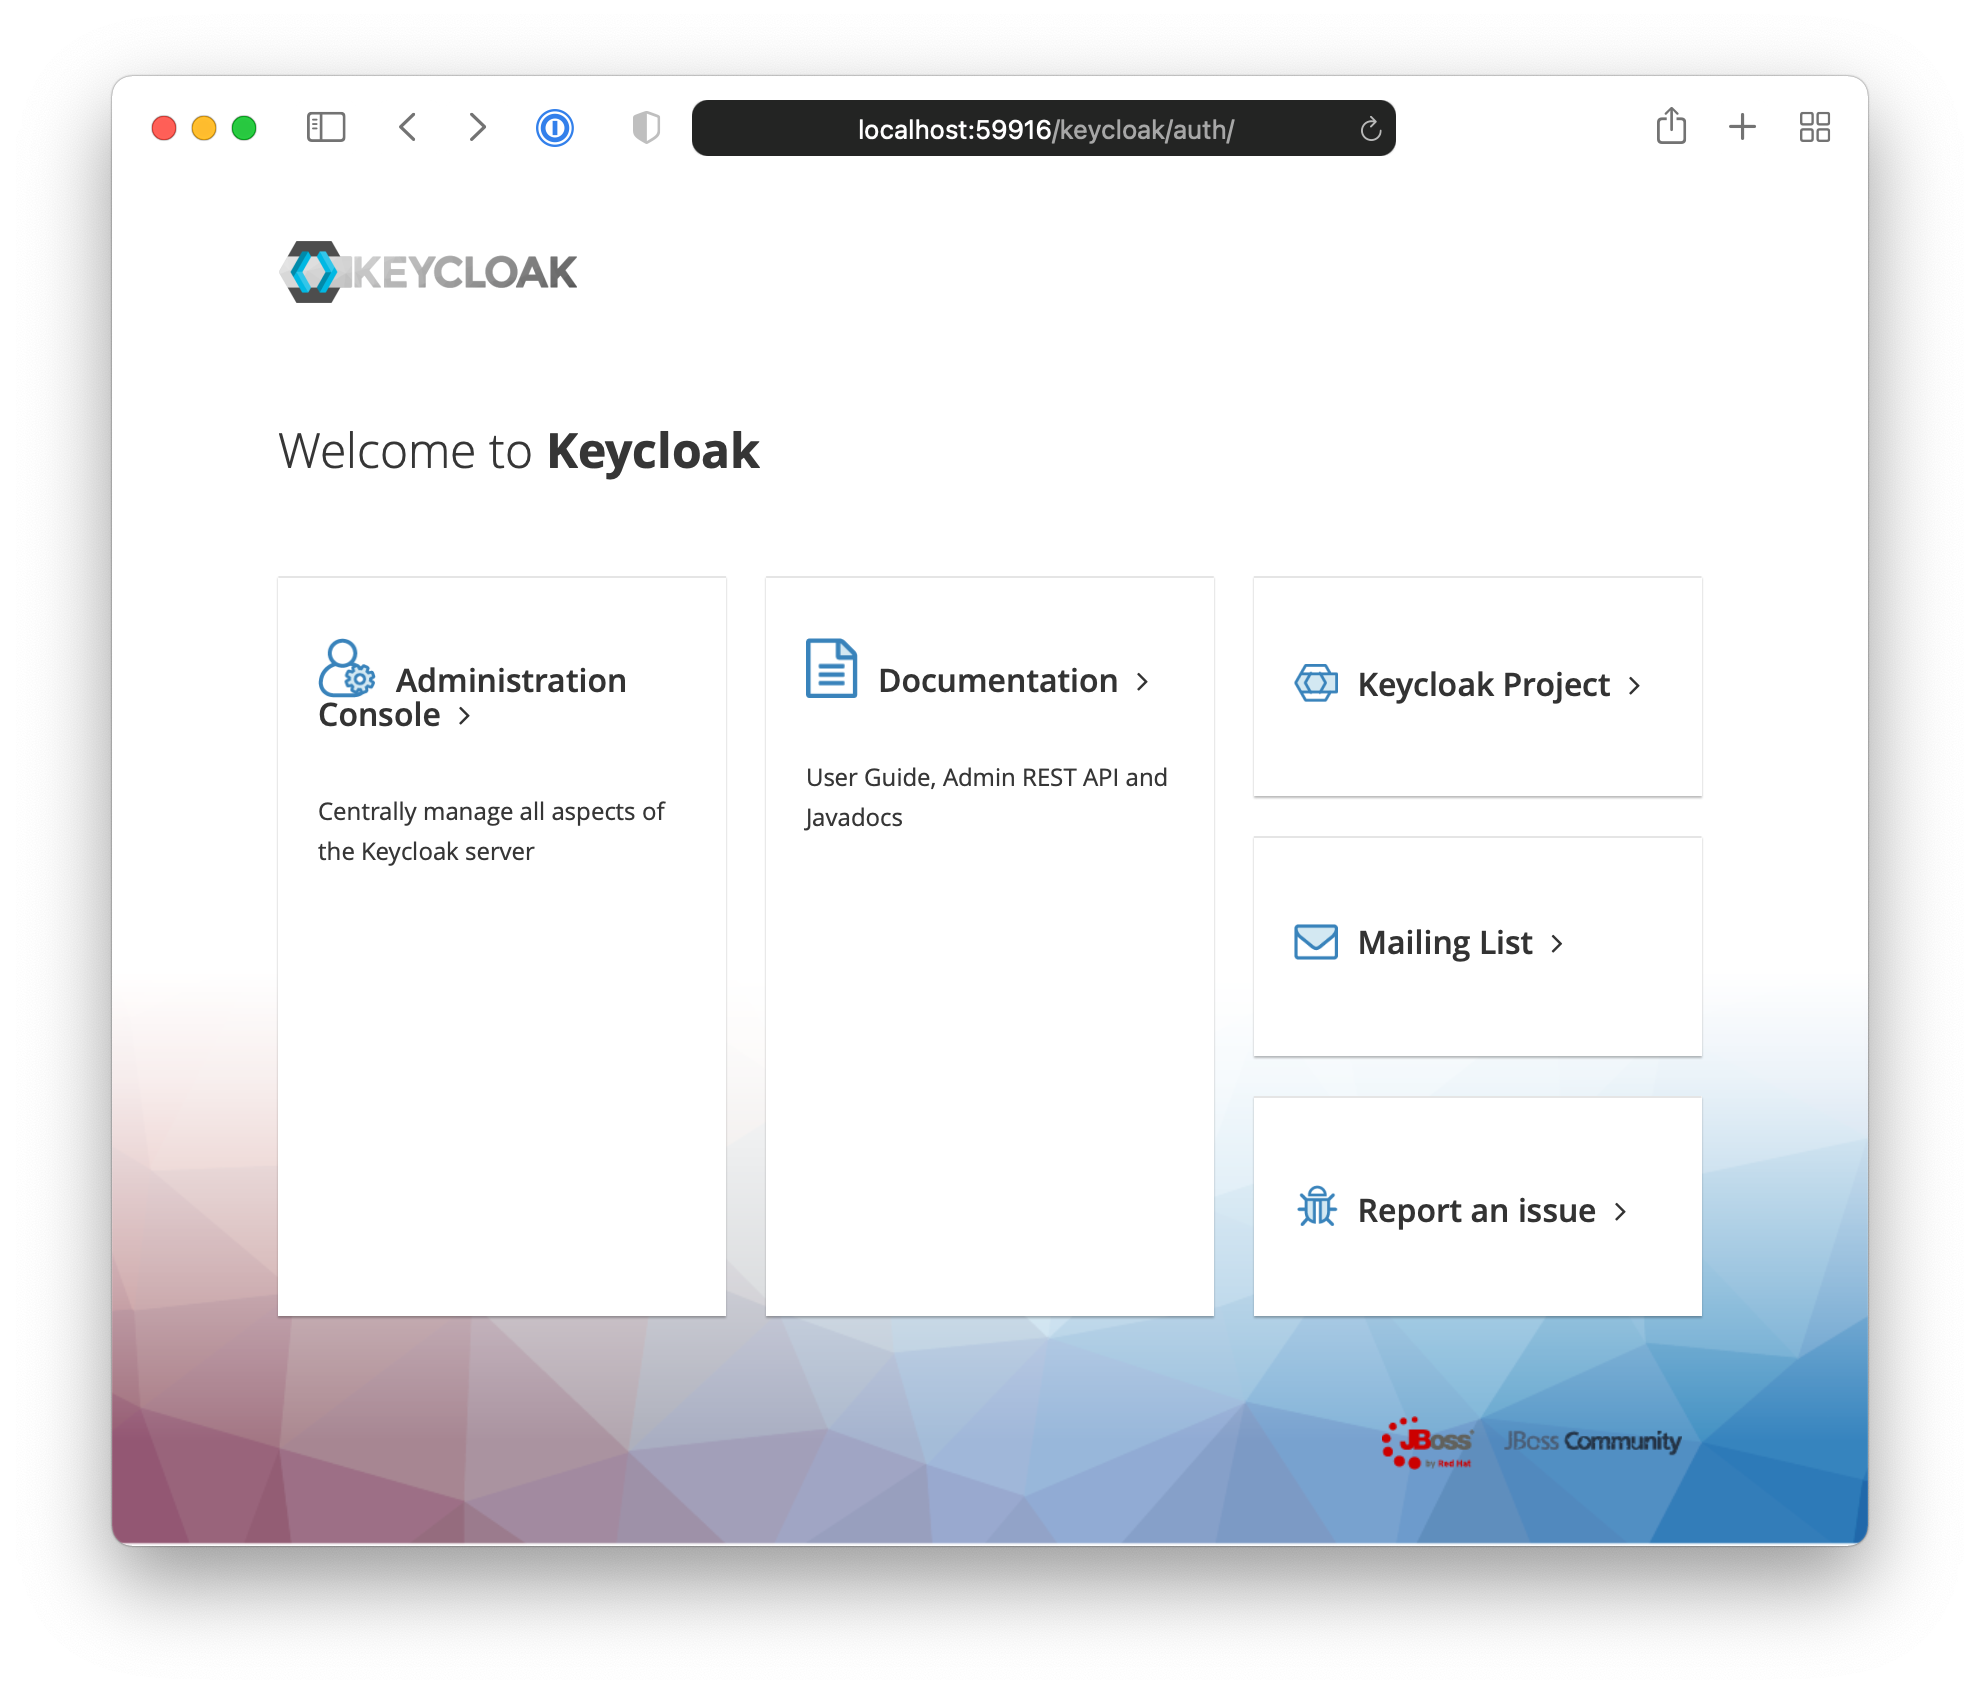 localhost:59916/keycloak/auth/
KEYCLOAK
Welcome to Keycloak
Administration
Console
Centrally manage all aspects of
the Keycloak server
Documentation
User Guide, Admin REST API and
Javadocs
Keycloak Project
Mailing List
Report an issue
JBoss
by Red Hat
JBoss Community